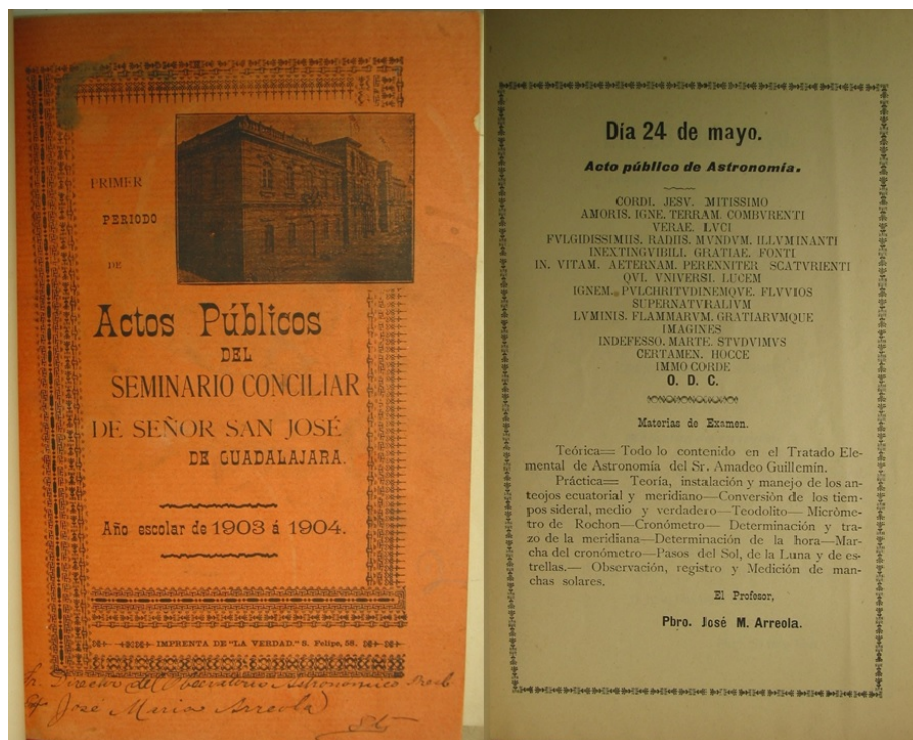 PRIMER
PERIODO
DE
Actos Públicos
DEL
SEMINARIO CONCILIAR
DE SEÑOR SAN JOSÉ
DE GUADALAJARA.
Año escolar de 1903 á 1904.
IMPRENTA DE "LA VERDAD." S. Felipe, 58.
Sr. Director del Observatorio Astronómico
José María Arreola
Día 24 de mayo.
Acto público de Astronomía.
CORDI. JESV. MITISSIMO
AMORIS. IGNE. TERRAM. COMBVRENTI
VERAE. LVCI
FVLGIDISSIMIIS. RADIIS. MVNDVM. ILLVMINANTI
INEXTINGVIBILI. GRATIAE. FONTI
IN. VITAM. AETERNAM. PERENNITER SCATVRIENTI
QVI. VNIVERSI. LUCEM
IGNEM. PVLCHRITVDINEMQVE. FLVVIOS
SUPERNATVRALIVM
LVMINIS. FLAMMARVM. GRATIARVMQUE
IMAGINES
INDEFESSO. MARTE. STVDVIMVS
CERTAMEN. HOCCE
IMMO CORDE
O. D. C.
Materias de Examen.
Teórica= Todo lo contenido en el Tratado Ele-
mental de Astronomía del Sr. Amadeo Guillemín.
Práctica= Teoría, instalación y manejo de los an-
teojos ecuatorial y meridiano—Conversión de los tiem-
pos sideral, medio y verdadero—Teodolito—Micróme-
tro de Rochon—Cronómetro— Determinación y tra-
zo de la meridiana—Determinación de la hora—Mar-
cha del cronómetro—Pasos del Sol, de la Luna y de es-
trellas.— Observación, registro y Medición de man-
chas solares.
El Profesor,
Pbro. José M. Arreola.